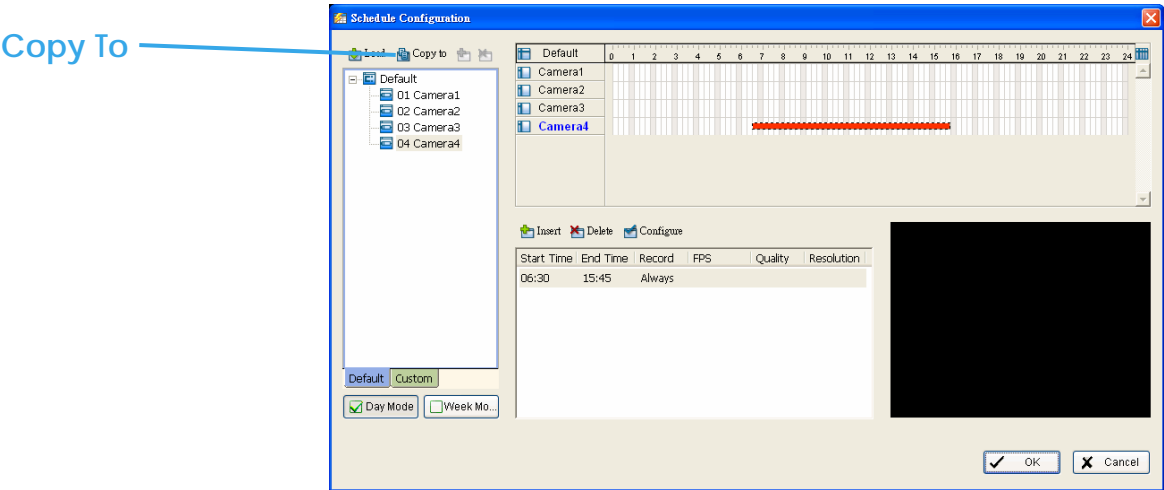 Schedule Configuration
Copy To
Load Copy to
Default
01 Camera1
02 Camera2
03 Camera3
04 Camera4
Default Custom
Day Mode Week Mo...
Default 0 1 2 3 4 5 6 7 8 9 10 11 12 13 14 15 16 17 18 19 20 21 22 23 24
Camera1
Camera2
Camera3
Camera4
Insert Delete Configure
Start Time End Time Record FPS Quality Resolution
06:30 15:45 Always
OK Cancel